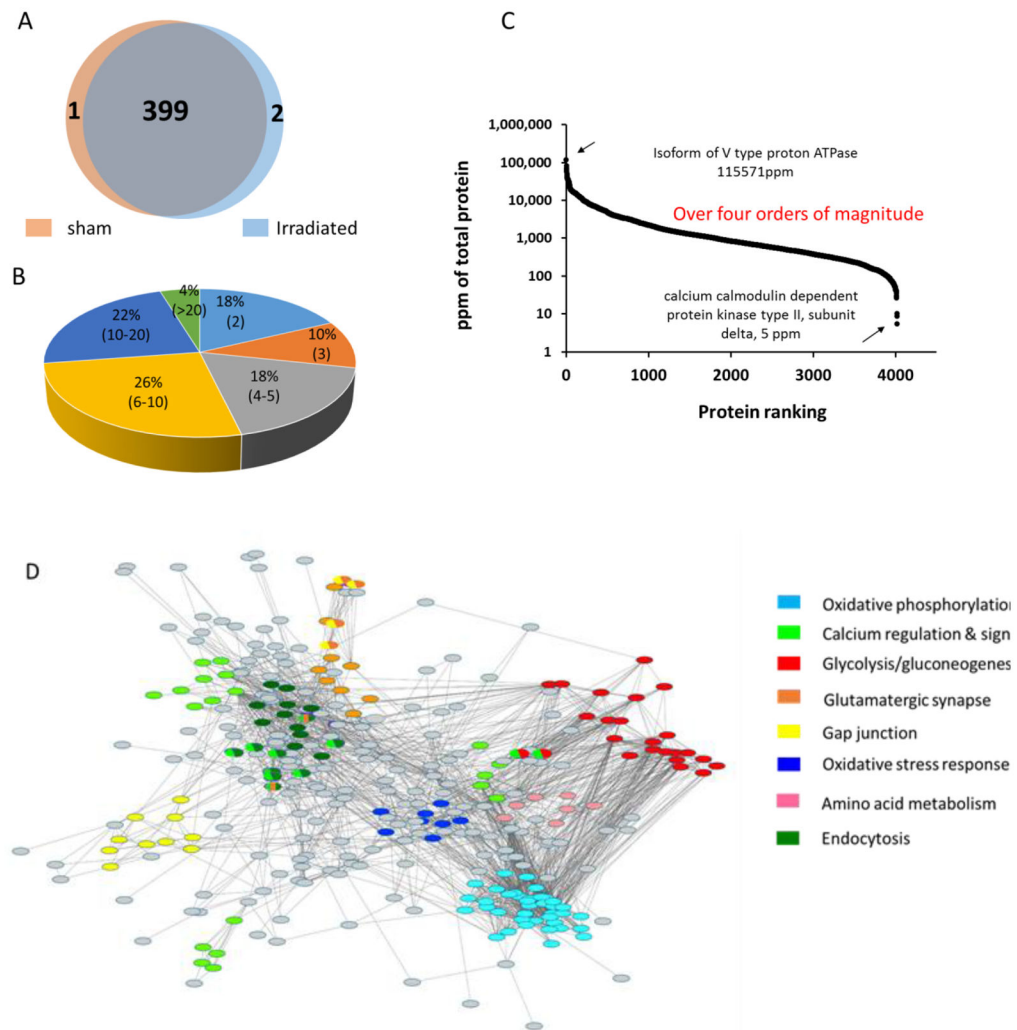 A
1
399
2
sham
Irradiated
B
4%
(>20)
18%
(2)
22%
(10-20)
10%
(3)
26%
(6-10)
18%
(4-5)
C
1,000,000
100,000
10,000
1,000
100
10
1
ppm of total protein
Isoform of V type proton ATPase
115571ppm
Over four orders of magnitude
calcium calmodulin dependent
protein kinase type II, subunit
delta, 5 ppm
0
1000
2000
3000
4000
Protein ranking
D
Oxidative phosphorylation
Calcium regulation & sign
Glycolysis/gluconeogenes
Glutamatergic synapse
Gap junction
Oxidative stress response
Amino acid metabolism
Endocytosis